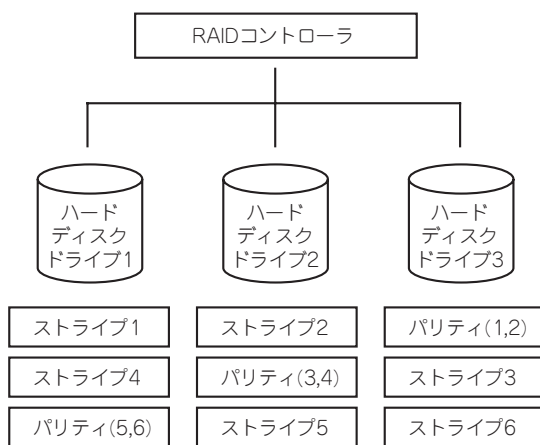 RAIDコントローラ
ハード
ディスク
ドライブ1
ハード
ディスク
ドライブ2
ハード
ディスク
ドライブ3
ストライプ1
ストライプ2
パリティ(1,2)
ストライプ4
パリティ(3,4)
ストライプ3
パリティ(5,6)
ストライプ5
ストライプ6